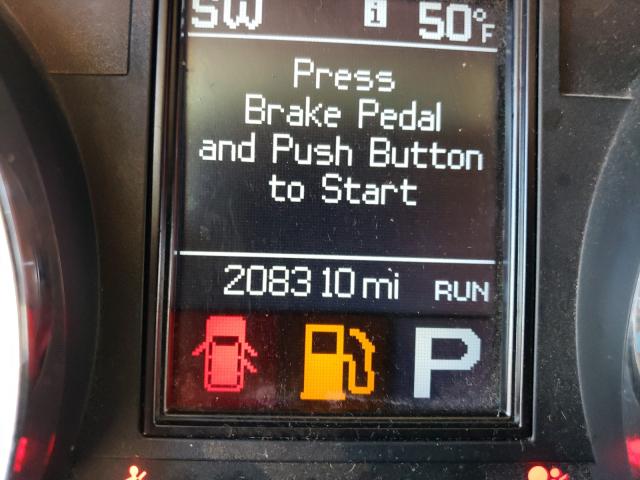 SW i 50°F
Press
Brake Pedal
and Push Button
to Start
208310 mi RUN
P